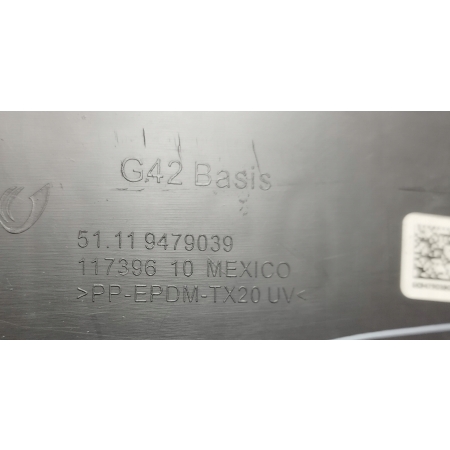 G42 Basis
51.11 9479039
117396 10 MEXICO
>PP-EPDM-TX20 UV<